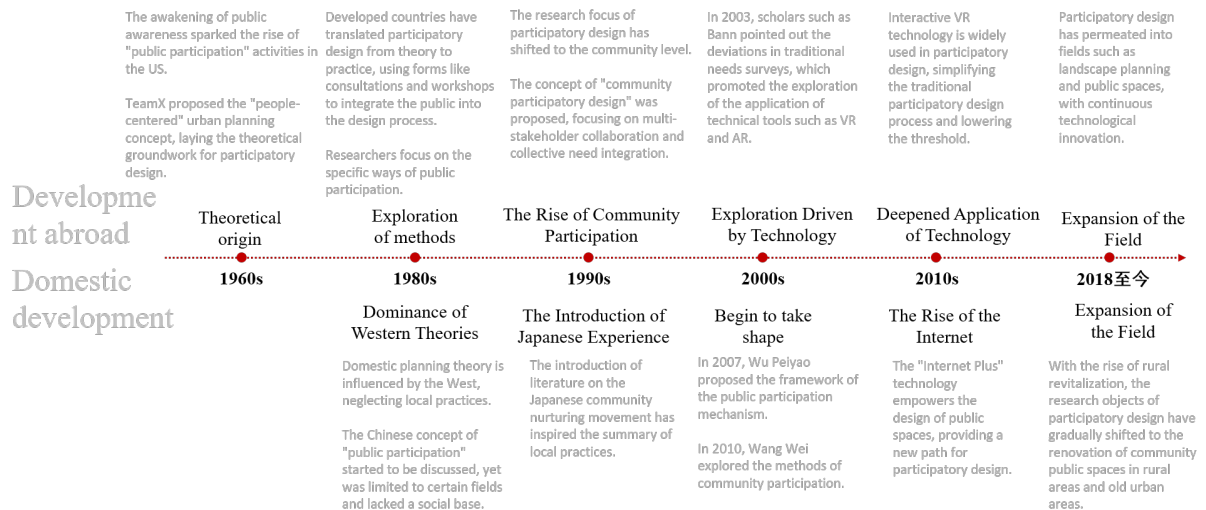 The awakening of public
awareness sparked the rise of
"public participation" activities in
the US.
TeamX proposed the "people-
centered" urban planning
concept, laying the theoretical
groundwork for participatory
design.
Developed countries have
translated participatory
design from theory to
practice, using forms like
consultations and workshops
to integrate the public into
the design process.
Researchers focus on the
specific ways of public
participation.
The research focus of
participatory design has
shifted to the community level.
The concept of "community
participatory design" was
proposed, focusing on multi-
stakeholder collaboration and
collective need integration.
In 2003, scholars such as
Bann pointed out the
deviations in traditional
needs surveys, which
promoted the exploration
of the application of
technical tools such as VR
and AR.
Interactive VR
technology is widely
used in participatory
design, simplifying
the traditional
participatory design
process and lowering
the threshold.
Participatory design
has permeated into
fields such as
landscape planning
and public spaces,
with continuous
technological
innovation.
Developme
nt abroad
Theoretical
origin
Exploration
of methods
The Rise of Community
Participation
Exploration Driven
by Technology
Deepened Application
of Technology
Expansion of the
Field
1960s
1980s
1990s
2000s
2010s
2018至今
Domestic
development
Dominance of
Western Theories
The Introduction of
Japanese Experience
Begin to take
shape
The Rise of the
Internet
Expansion of
the Field
Domestic planning theory is
influenced by the West,
neglecting local practices.
The Chinese concept of
"public participation"
started to be discussed, yet
was limited to certain fields
and lacked a social base.
The introduction of
literature on the
Japanese community
nurturing movement has
inspired the summary of
local practices.
In 2007, Wu Peiyao
proposed the framework of
the public participation
mechanism.
In 2010, Wang Wei
explored the methods of
community participation.
The "Internet Plus"
technology
empowers the
design of public
spaces, providing a
new path for
participatory design.
With the rise of rural
revitalization, the
research objects of
participatory design have
gradually shifted to the
renovation of community
public spaces in rural
areas and old urban
areas.